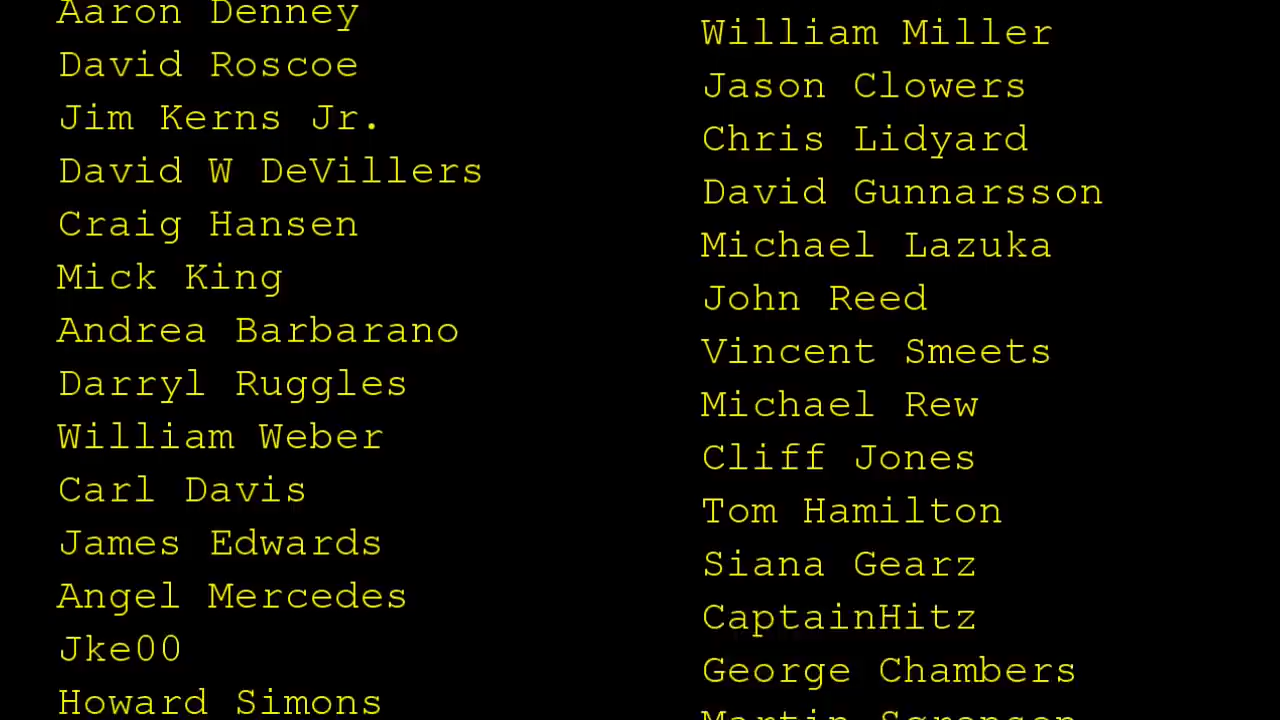 Aaron Denney
David Roscoe
Jim Kerns Jr.
David W DeVillers
Craig Hansen
Mick King
Andrea Barbarano
Darryl Ruggles
William Weber
Carl Davis
James Edwards
Angel Mercedes
Jke00
Howard Simons
William Miller
Jason Clowers
Chris Lidyard
David Gunnarsson
Michael Lazuka
John Reed
Vincent Smeets
Michael Rew
Cliff Jones
Tom Hamilton
Siana Gearz
CaptainHitz
George Chambers
Martin Sørensen